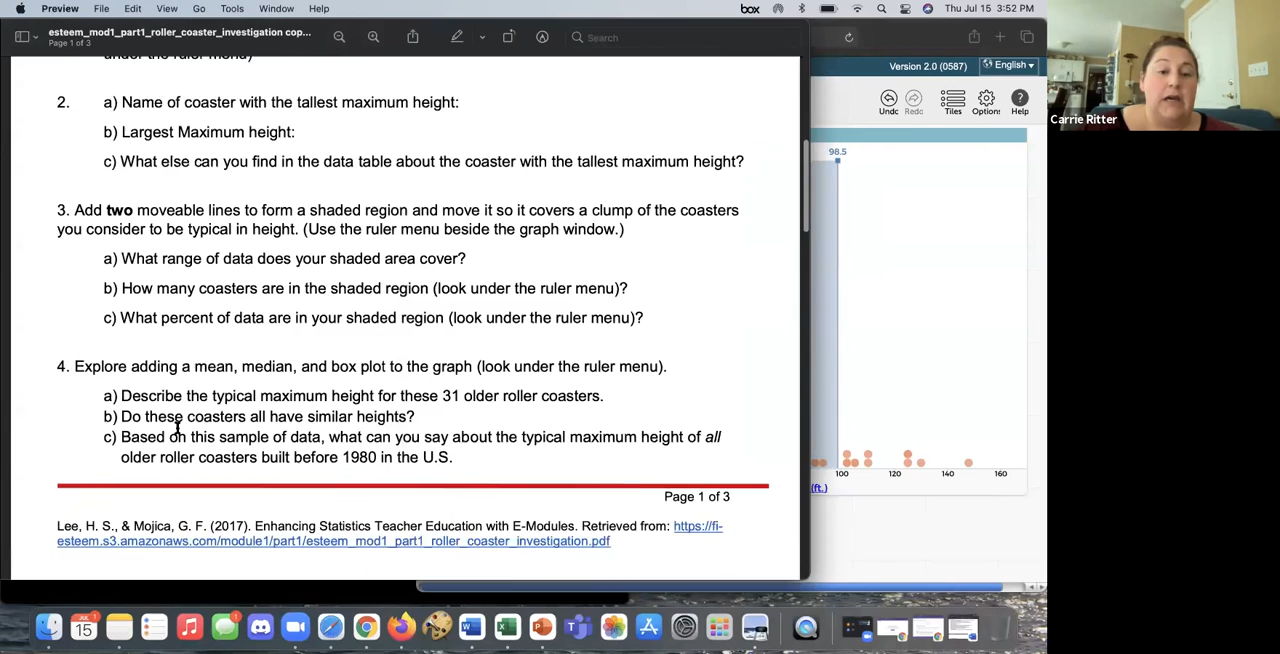 Preview File Edit View Go Tools Window Help
box
Thu Jul 15 3:52 PM
esteem_mod1_part1_roller_coaster_investigation cop...
Page 1 of 3
Search
under the ruler menu)
2. a) Name of coaster with the tallest maximum height:
b) Largest Maximum height:
c) What else can you find in the data table about the coaster with the tallest maximum height?
3. Add two moveable lines to form a shaded region and move it so it covers a clump of the coasters
you consider to be typical in height. (Use the ruler menu beside the graph window.)
a) What range of data does your shaded area cover?
b) How many coasters are in the shaded region (look under the ruler menu)?
c) What percent of data are in your shaded region (look under the ruler menu)?
4. Explore adding a mean, median, and box plot to the graph (look under the ruler menu).
a) Describe the typical maximum height for these 31 older roller coasters.
b) Do these coasters all have similar heights?
c) Based on this sample of data, what can you say about the typical maximum height of all
older roller coasters built before 1980 in the U.S.
Page 1 of 3
Lee, H. S., & Mojica, G. F. (2017). Enhancing Statistics Teacher Education with E-Modules. Retrieved from: https://fi-
esteem.s3.amazonaws.com/module1/part1/esteem_mod1_part1_roller_coaster_investigation.pdf
Version 2.0 (0587)
English
Undo Redo Tiles Options Help
98.5
100 120 140 160
(ft.)
Carrie Ritter
JUL
15
1
1